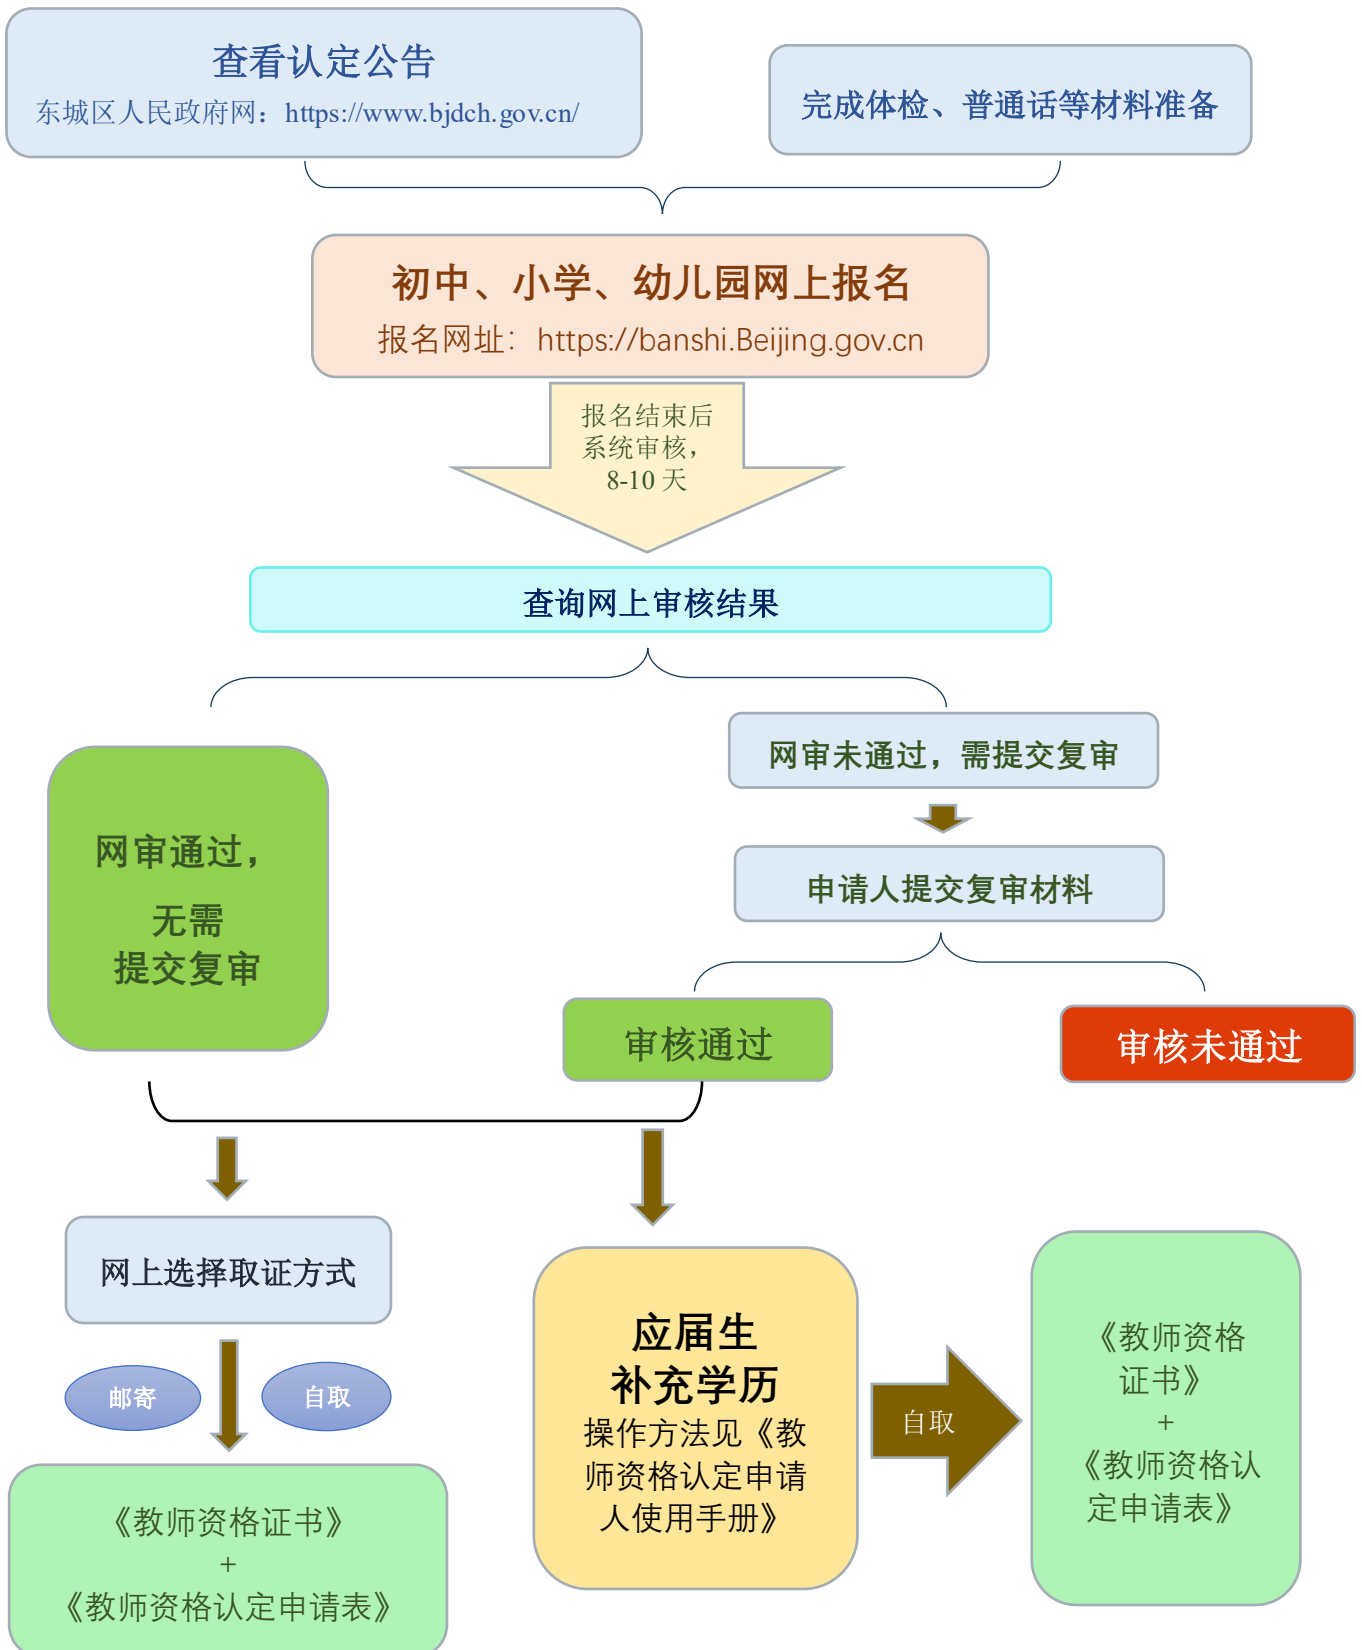 查看认定公告
东城区人民政府网：https://www.bjdch.gov.cn/
完成体检、普通话等材料准备
初中、小学、幼儿园网上报名
报名网址：https://banshi.Beijing.gov.cn
报名结束后
系统审核，
8-10 天
查询网上审核结果
网审未通过，需提交复审
网审通过，
无需
提交复审
申请人提交复审材料
审核通过
审核未通过
网上选择取证方式
邮寄
自取
《教师资格证书》
+
《教师资格认定申请表》
应届生
补充学历
操作方法见《教
师资格认定申请
人使用手册》
自取
《教师资格
证书》
+
《教师资格认
定申请表》